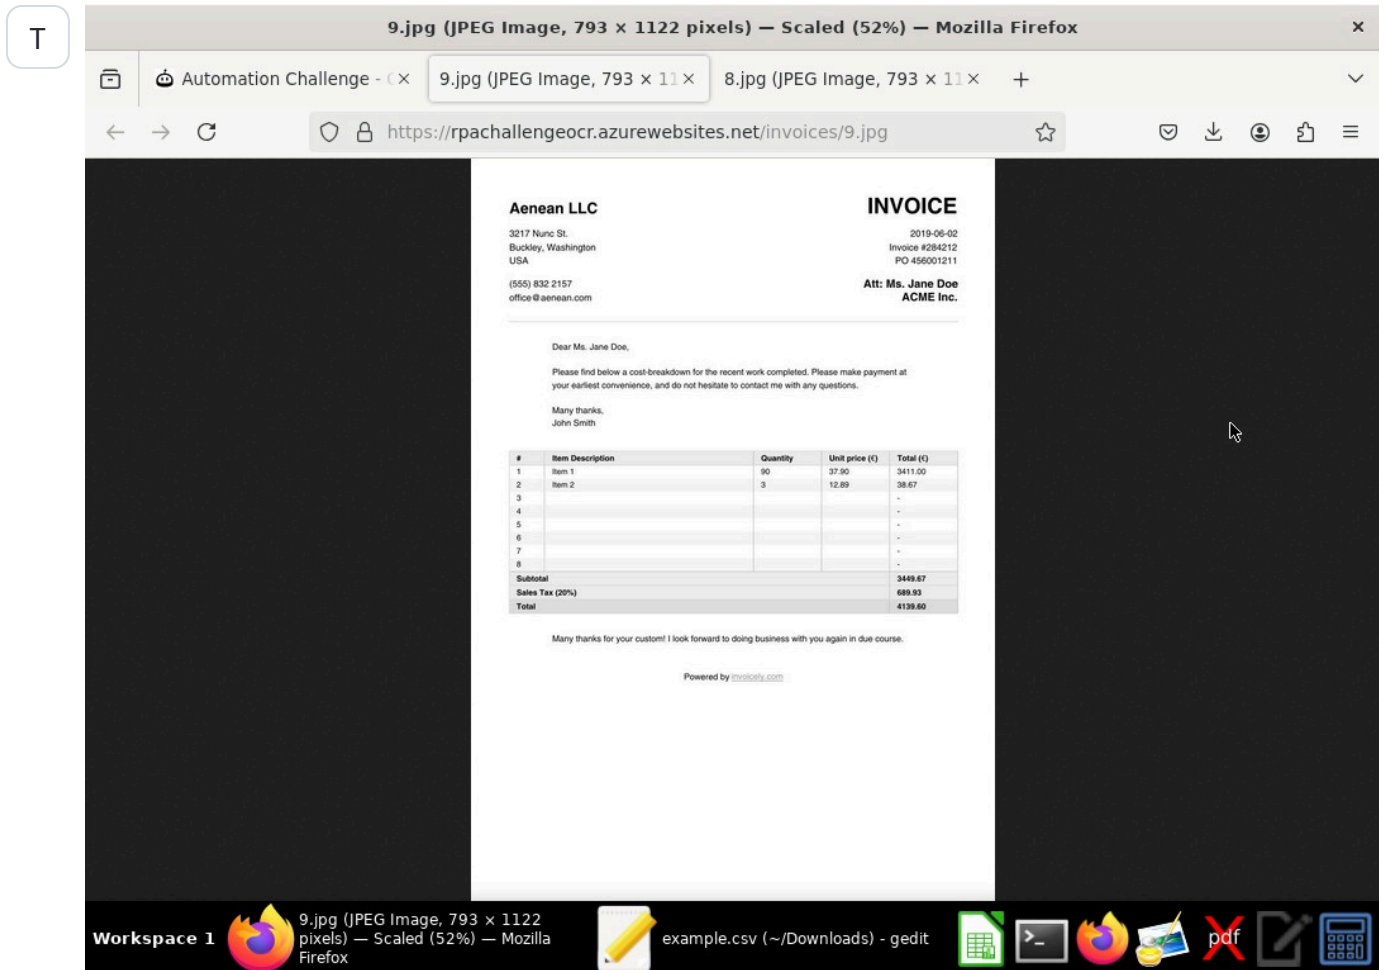 T
9.jpg (JPEG Image, 793 × 1122 pixels) — Scaled (52%) — Mozilla Firefox
Automation Challenge -
9.jpg (JPEG Image, 793 × 11
8.jpg (JPEG Image, 793 × 11
https://rpachallengeocr.azurewebsites.net/invoices/9.jpg
Aenean LLC
INVOICE
3217 Nunc St.
2019-06-02
Buckley, Washington
Invoice #284212
USA
PO 456001211
(555) 832 2157
Att: Ms. Jane Doe
office@aenean.com
ACME Inc.
Dear Ms. Jane Doe,
Please find below a cost-breakdown for the recent work completed. Please make payment at
your earliest convenience, and do not hesitate to contact me with any questions.
Many thanks,
John Smith
# Item Description Quantity Unit price (€) Total (€)
1 Item 1 90 37.90 3411.00
2 Item 2 3 12.89 38.67
3 -
4 -
5 -
6 -
7 -
8 -
Subtotal 3449.67
Sales Tax (20%) 689.93
Total 4139.60
Many thanks for your custom! I look forward to doing business with you again in due course.
Powered by invoicely.com
Workspace 1
9.jpg (JPEG Image, 793 × 1122
pixels) — Scaled (52%) — Mozilla
Firefox
example.csv (~/Downloads) - gedit
pdf